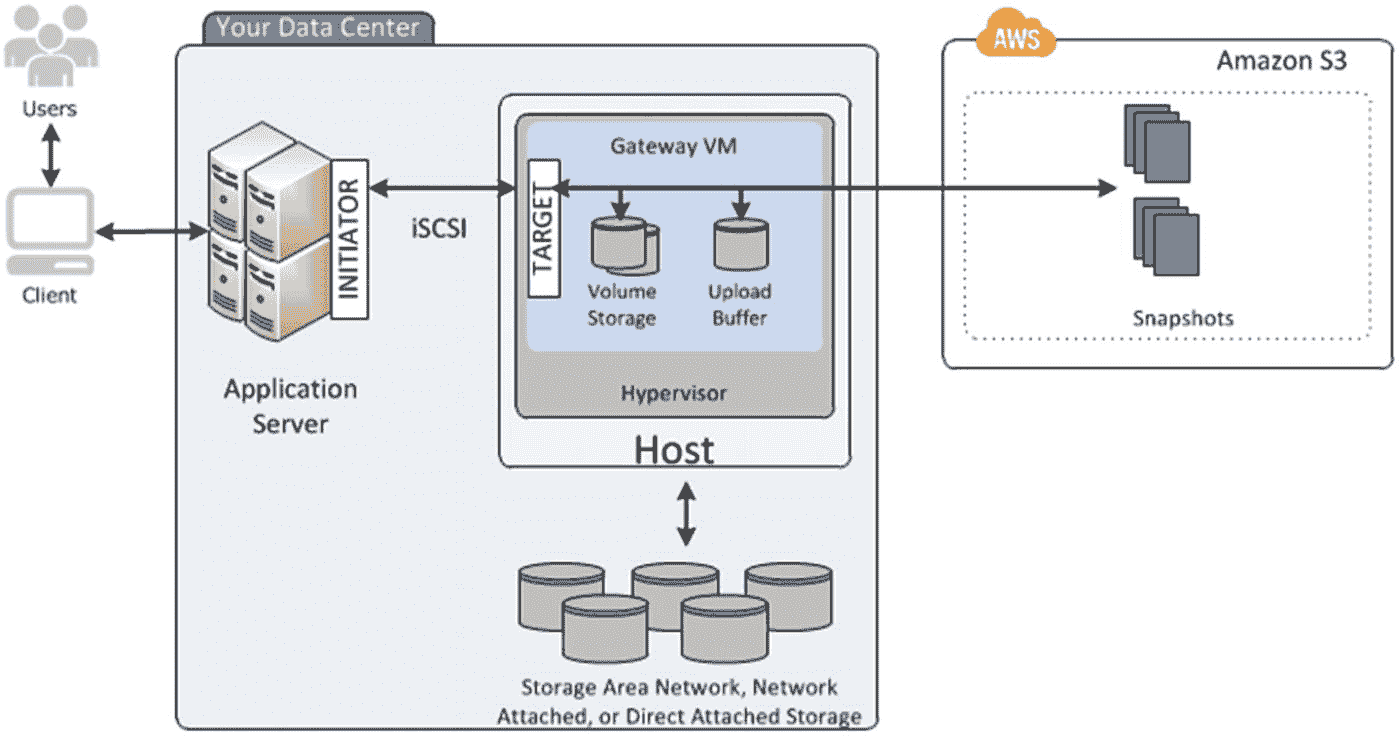 Your Data Center
AWS
Amazon S3
Users
Gateway VM
INITIATOR
TARGET
iSCSI
Client
Volume
Storage
Upload
Buffer
Snapshots
Application
Server
Hypervisor
Host
Storage Area Network, Network
Attached, or Direct Attached Storage